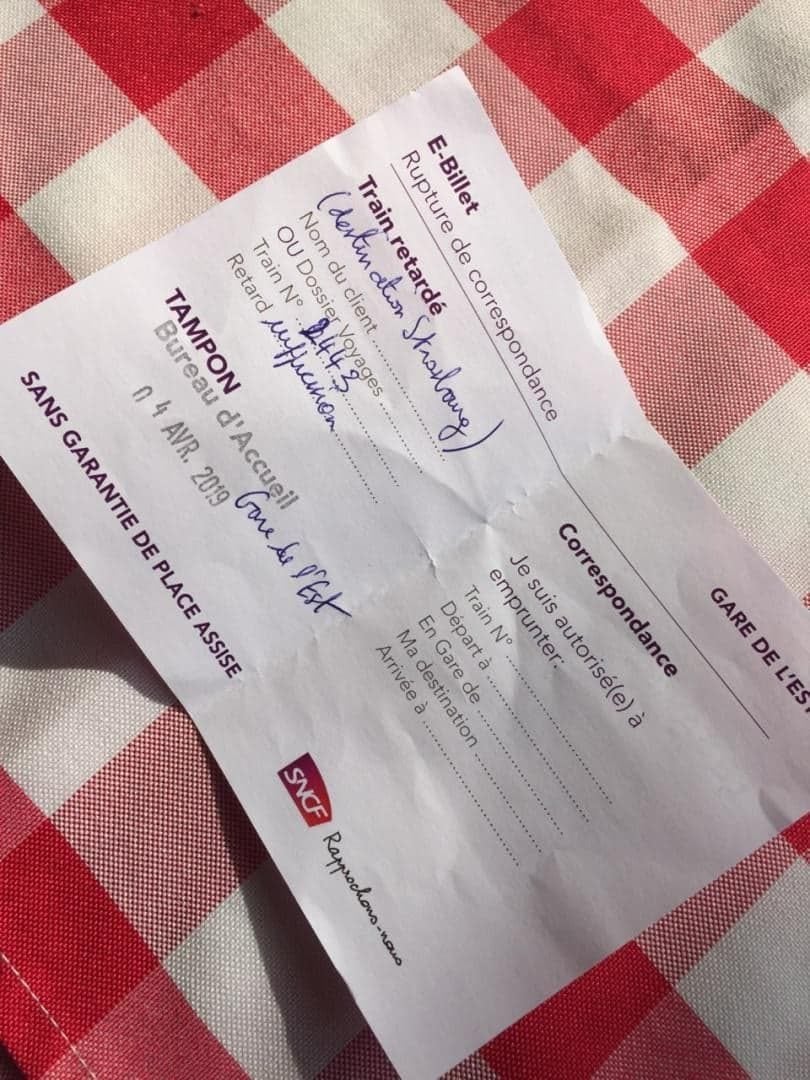 E-Billet
Rupture de correspondance
GARE DE L'EST
Train retardé
(destination Strasbourg)
Nom du client
OU Dossier Voyages
Train N° 2443
Retard suppression
TAMPON
Bureau d'Accueil
04 AVR. 2019
Gare de l'Est
SANS GARANTIE DE PLACE ASSISE
Correspondance
Je suis autorisé(e) à
emprunter:
Train N°
Départ à
En Gare de
Ma destination
Arrivée à
SNCF
Rapprochons-nous